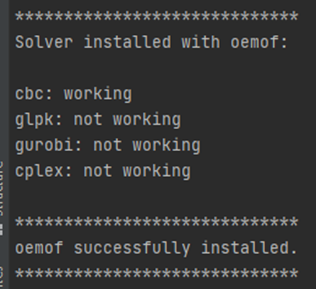 *****************************
Solver installed with oemof:
cbc: working
glpk: not working
gurobi: not working
cplex: not working
*****************************
oemof successfully installed.
*****************************